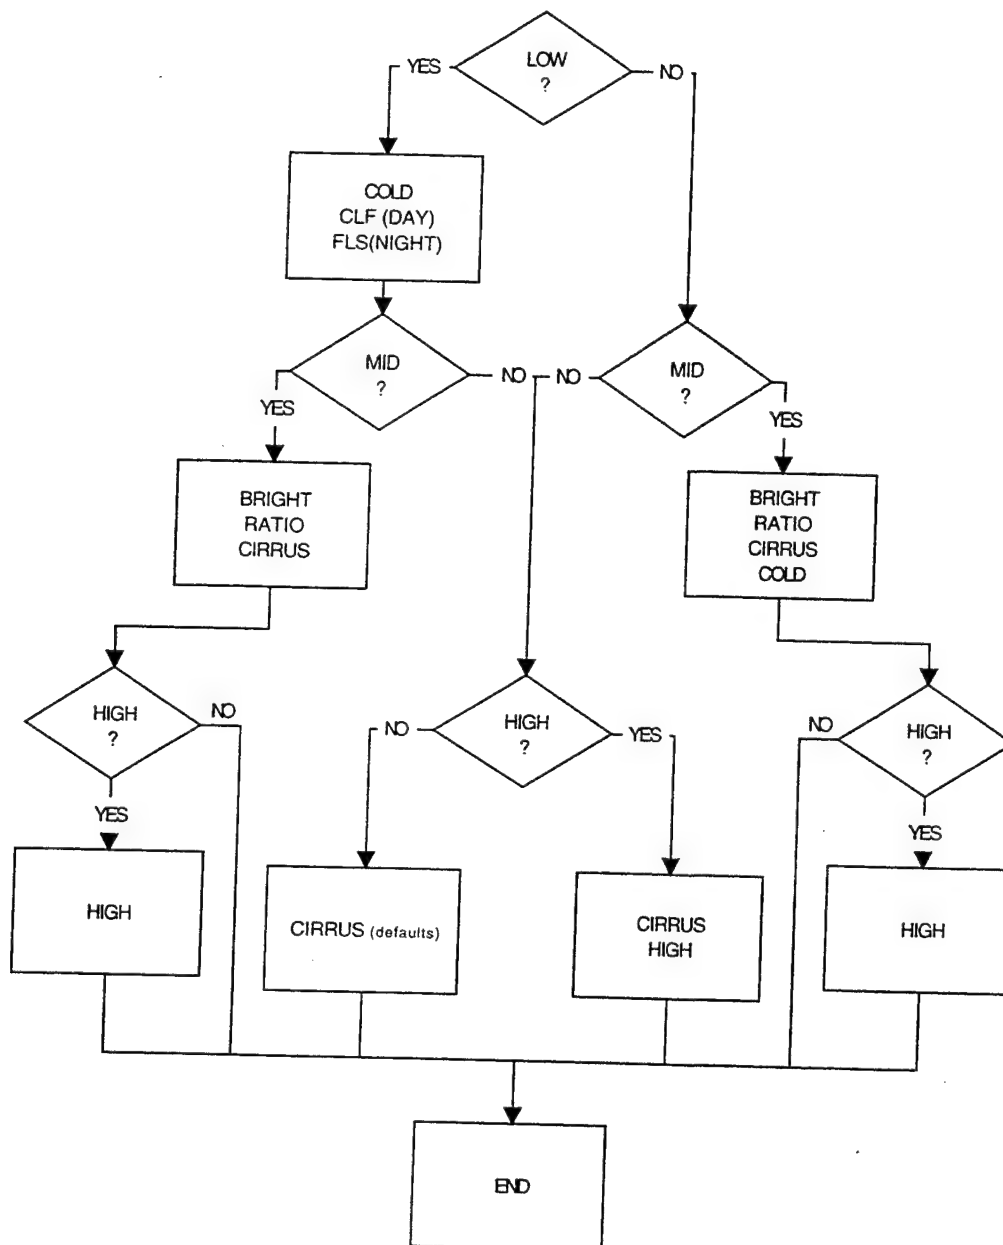 LOW
?
YES
NO
COLD
CLF (DAY)
FLS(NIGHT)
MID
?
NO
NO
MID
?
YES
YES
BRIGHT
RATIO
CIRRUS
BRIGHT
RATIO
CIRRUS
COLD
HIGH
?
NO
NO
HIGH
?
YES
NO
HIGH
?
YES
YES
HIGH
CIRRUS (defaults)
CIRRUS
HIGH
HIGH
END